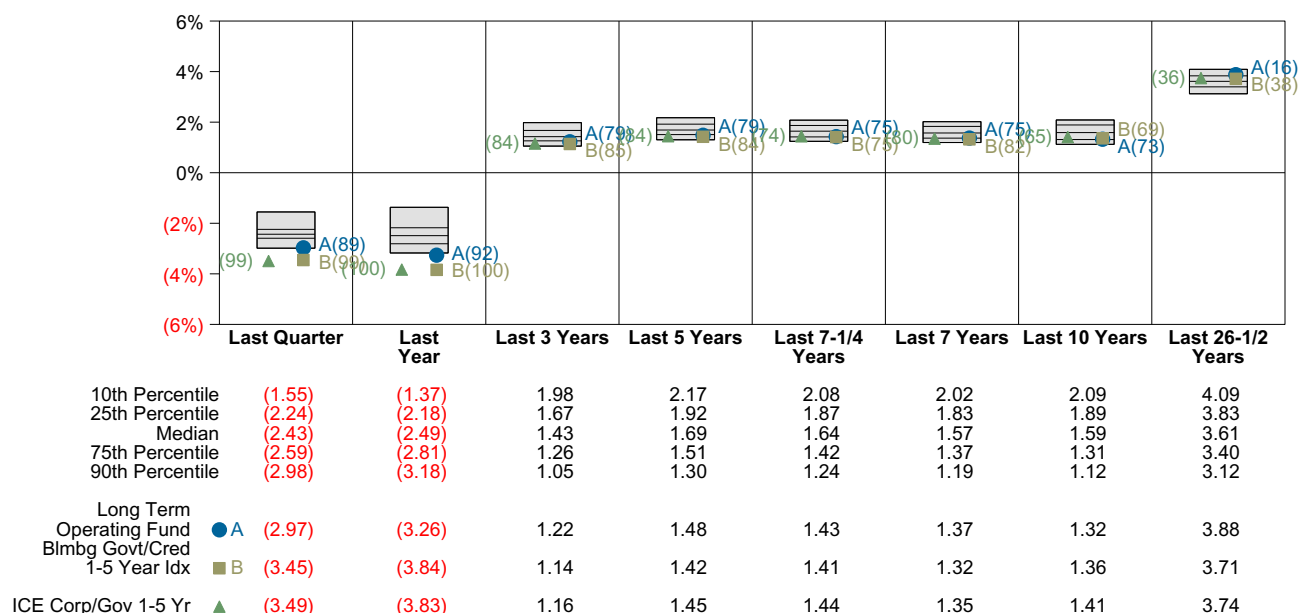 6%
4%
2%
0%
(2%)
(4%)
(6%)
(99)
A(89)
B(99)
(100)
A(92)
B(100)
(84)
A(79)
B(85)
(84)
A(79)
B(84)
(74)
A(75)
B(75)
(80)
A(75)
B(82)
(65)
B(69)
A(73)
(36)
A(16)
B(38)
Last Quarter Last Year Last 3 Years Last 5 Years Last 7-1/4 Years Last 7 Years Last 10 Years Last 26-1/2 Years
10th Percentile (1.55) (1.37) 1.98 2.17 2.08 2.02 2.09 4.09
25th Percentile (2.24) (2.18) 1.67 1.92 1.87 1.83 1.89 3.83
Median (2.43) (2.49) 1.43 1.69 1.64 1.57 1.59 3.61
75th Percentile (2.59) (2.81) 1.26 1.51 1.42 1.37 1.31 3.40
90th Percentile (2.98) (3.18) 1.05 1.30 1.24 1.19 1.12 3.12
Long Term
Operating Fund A (2.97) (3.26) 1.22 1.48 1.43 1.37 1.32 3.88
Blmbg Govt/Cred
1-5 Year Idx B (3.45) (3.84) 1.14 1.42 1.41 1.32 1.36 3.71
ICE Corp/Gov 1-5 Yr (3.49) (3.83) 1.16 1.45 1.44 1.35 1.41 3.74